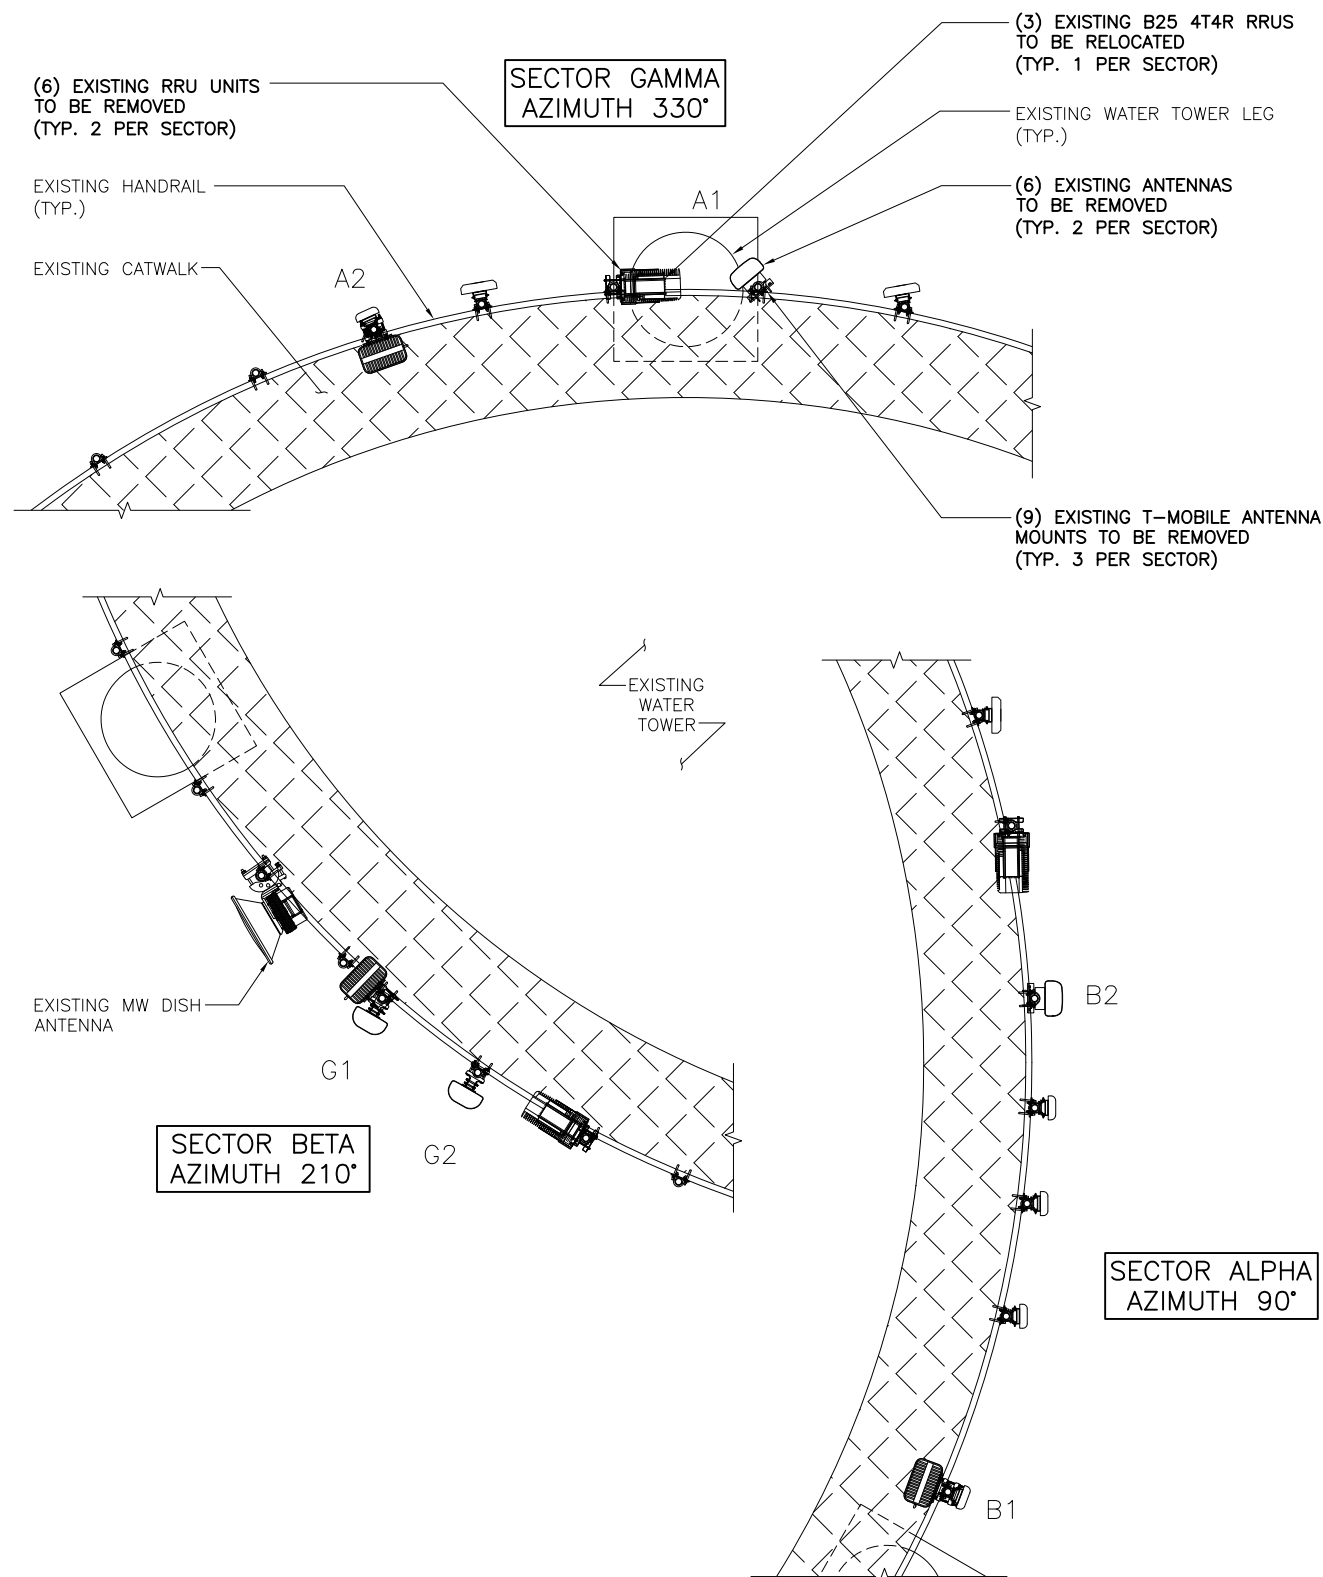 (3) EXISTING B25 4T4R RRUS
TO BE RELOCATED
(TYP. 1 PER SECTOR)
SECTOR GAMMA
AZIMUTH 330°
(6) EXISTING RRU UNITS
TO BE REMOVED
(TYP. 2 PER SECTOR)
EXISTING WATER TOWER LEG
(TYP.)
EXISTING HANDRAIL
(TYP.)
A1
(6) EXISTING ANTENNAS
TO BE REMOVED
(TYP. 2 PER SECTOR)
EXISTING CATWALK
A2
(9) EXISTING T-MOBILE ANTENNA
MOUNTS TO BE REMOVED
(TYP. 3 PER SECTOR)
EXISTING
WATER
TOWER
EXISTING MW DISH
ANTENNA
B2
G1
SECTOR BETA
AZIMUTH 210°
G2
SECTOR ALPHA
AZIMUTH 90°
B1